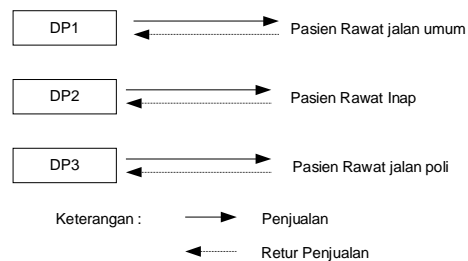 DP1 Pasien Rawat jalan umum
DP2 Pasien Rawat Inap
DP3 Pasien Rawat jalan poli
Keterangan : Penjualan
Retur Penjualan